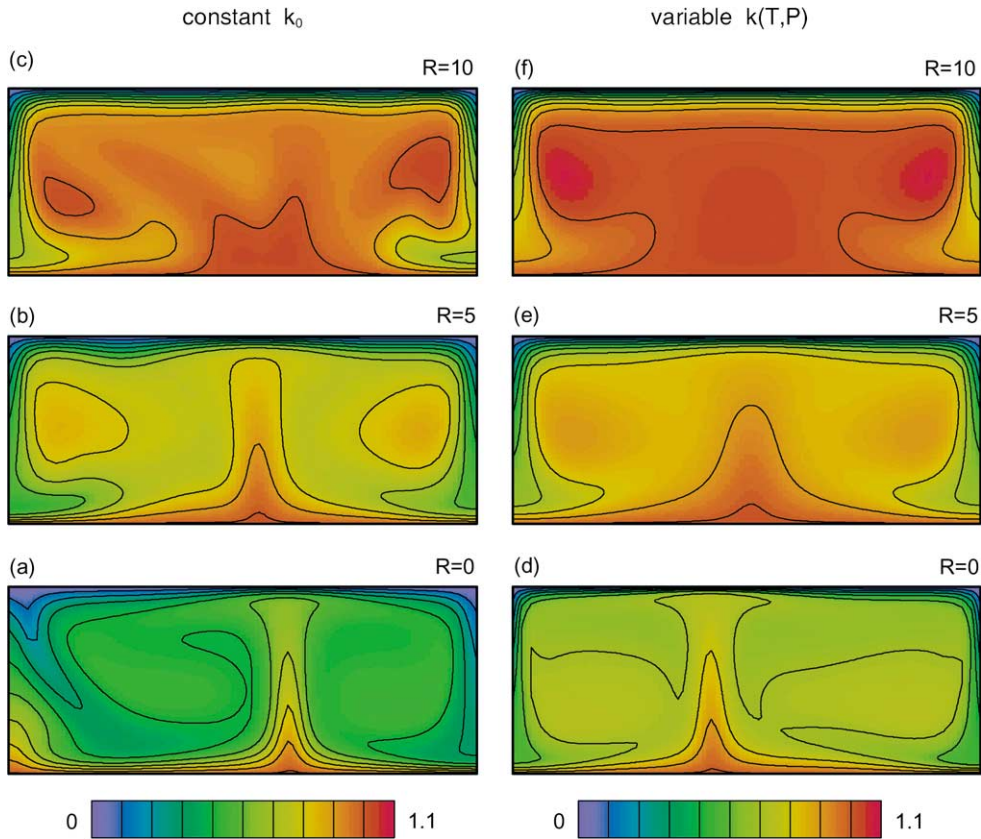 constant k₀
variable k(T,P)
(c)
R=10
(f)
R=10
(b)
R=5
(e)
R=5
(a)
R=0
(d)
R=0
0
1.1
0
1.1